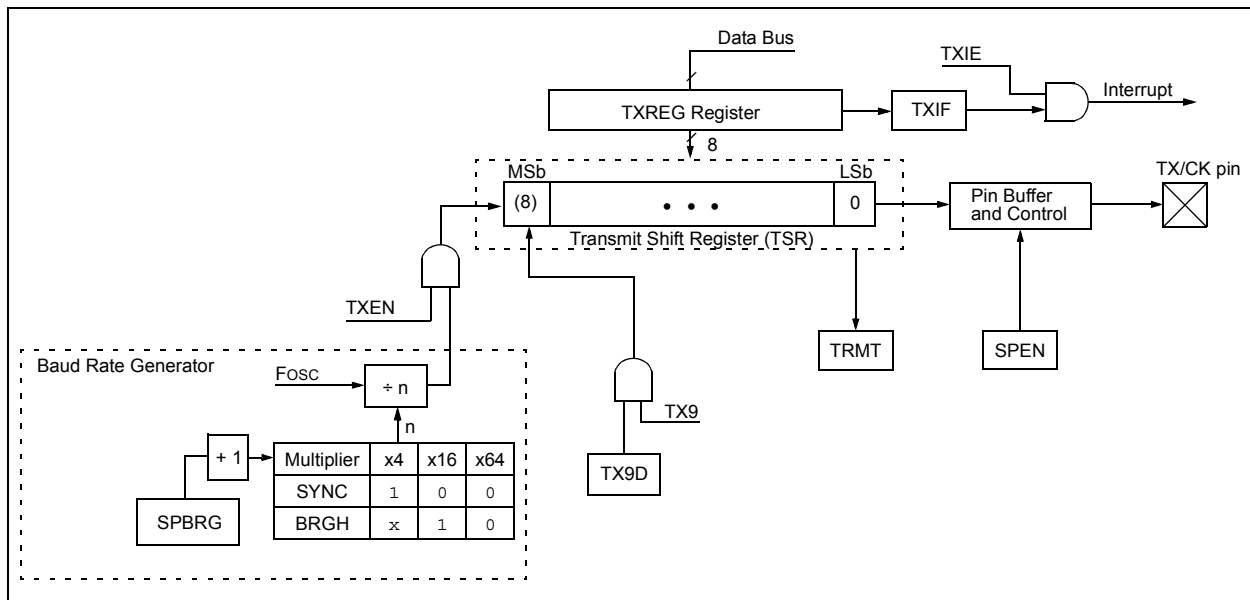 Data Bus
TXIE
Interrupt
TXREG Register
TXIF
8
MSb
LSb
TX/CK pin
(8)
• • •
0
Pin Buffer
and Control
Transmit Shift Register (TSR)
TXEN
TRMT
SPEN
Baud Rate Generator
FOSC
÷ n
n
TX9
+ 1
Multiplier x4 x16 x64
TX9D
SYNC 1 0 0
SPBRG
BRGH x 1 0